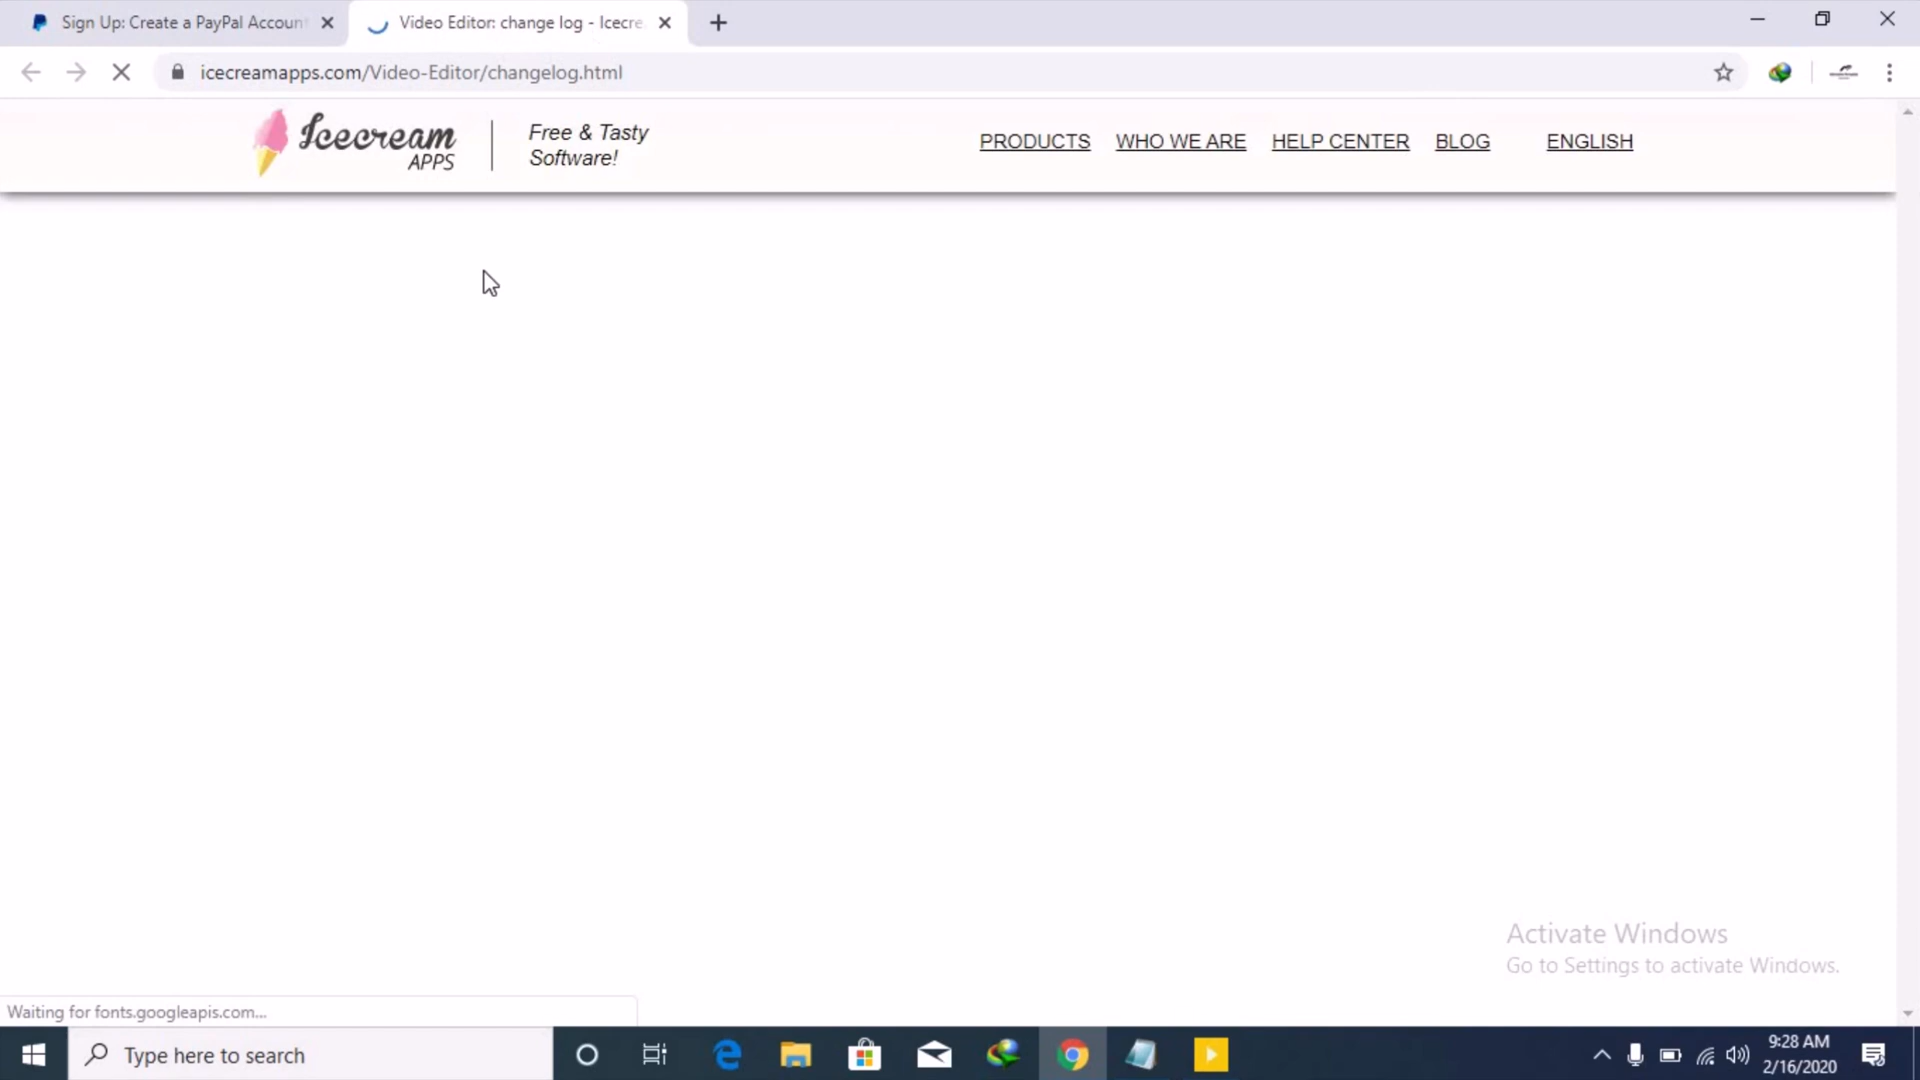 Sign Up: Create a PayPal Accoun
Video Editor: change log - Icecre
icecreamapps.com/Video-Editor/changelog.html
Icecream
APPS
Free & Tasty
Software!
PRODUCTS
WHO WE ARE
HELP CENTER
BLOG
ENGLISH
Activate Windows
Go to Settings to activate Windows.
Waiting for fonts.googleapis.com...
Type here to search
9:28 AM
2/16/2020